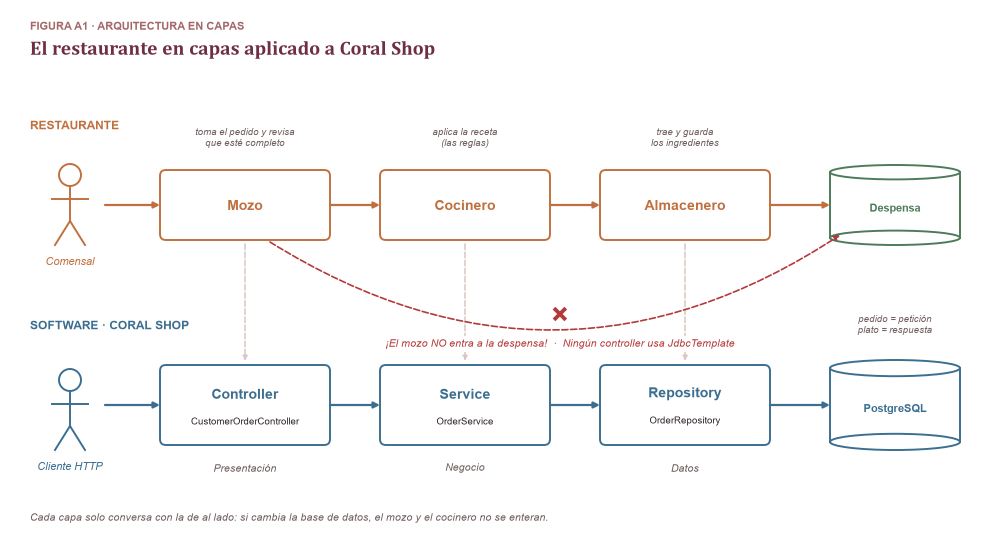 FIGURA A1 · ARQUITECTURA EN CAPAS
El restaurante en capas aplicado a Coral Shop
RESTAURANTE
toma el pedido y revisa
que esté completo
aplica la receta
(las reglas)
trae y guarda
los ingredientes
Mozo
Cocinero
Almacenero
Despensa
Comensal
SOFTWARE · CORAL SHOP
pedido = petición
plato = respuesta
¡El mozo NO entra a la despensa! · Ningún controller usa JdbcTemplate
Controller
CustomerOrderController
Service
OrderService
Repository
OrderRepository
PostgreSQL
Cliente HTTP
Presentación
Negocio
Datos
Cada capa solo conversa con la de al lado: si cambia la base de datos, el mozo y el cocinero no se enteran.